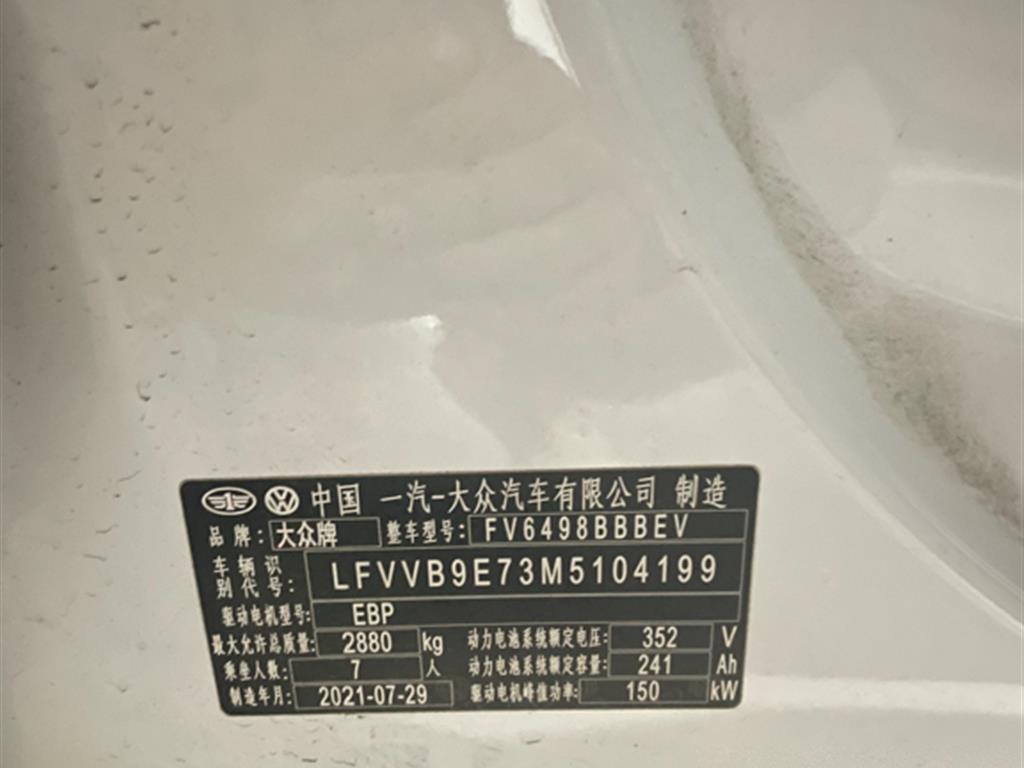 中国 一汽-大众汽车有限公司 制造
品牌: 大众牌 整车型号: FV6498BBBEV
车辆识别代号: LFVVB9E73M5104199
驱动电机型号: EBP
最大允许总质量: 2880 kg 动力电池系统额定电压: 352 V
乘坐人数: 7 人 动力电池系统额定容量: 241 Ah
制造年月: 2021-07-29 驱动电机峰值功率: 150 kW